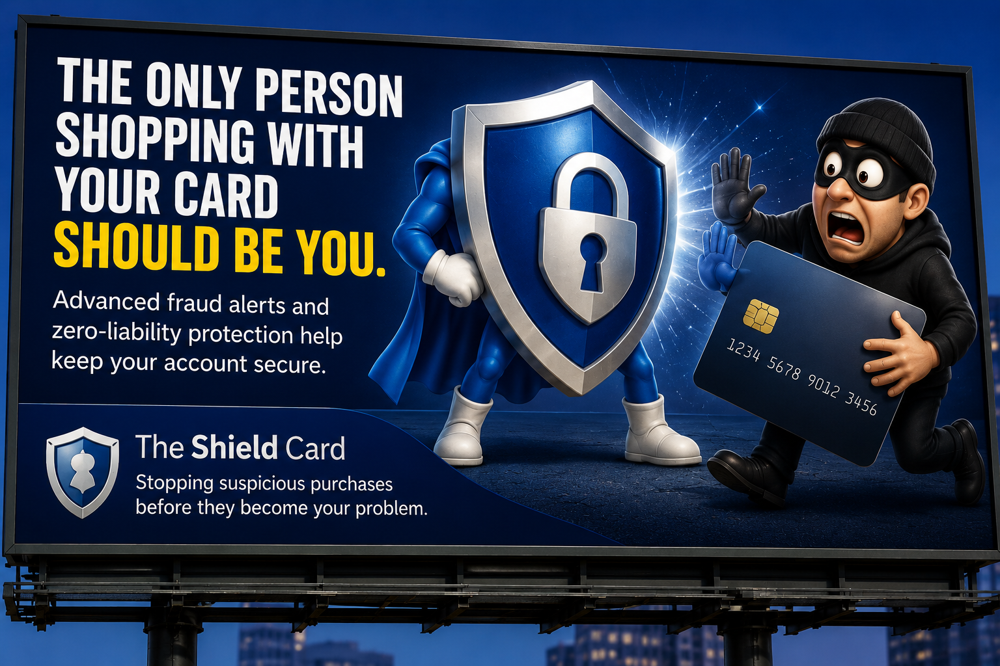 THE ONLY PERSON
SHOPPING WITH
YOUR CARD
SHOULD BE YOU.
Advanced fraud alerts and
zero-liability protection help
keep your account secure.
The Shield Card
Stopping suspicious purchases
before they become your problem.
1234 5678 9012 3456